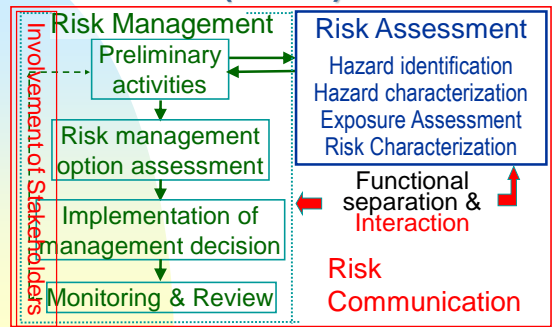 Risk Management
Involvement of Stakeholders
Preliminary
activities
Risk management
option assessment
Implementation of
management decision
Monitoring & Review
Risk Assessment
Hazard identification
Hazard characterization
Exposure Assessment
Risk Characterization
Functional
separation &
Interaction
Risk
Communication